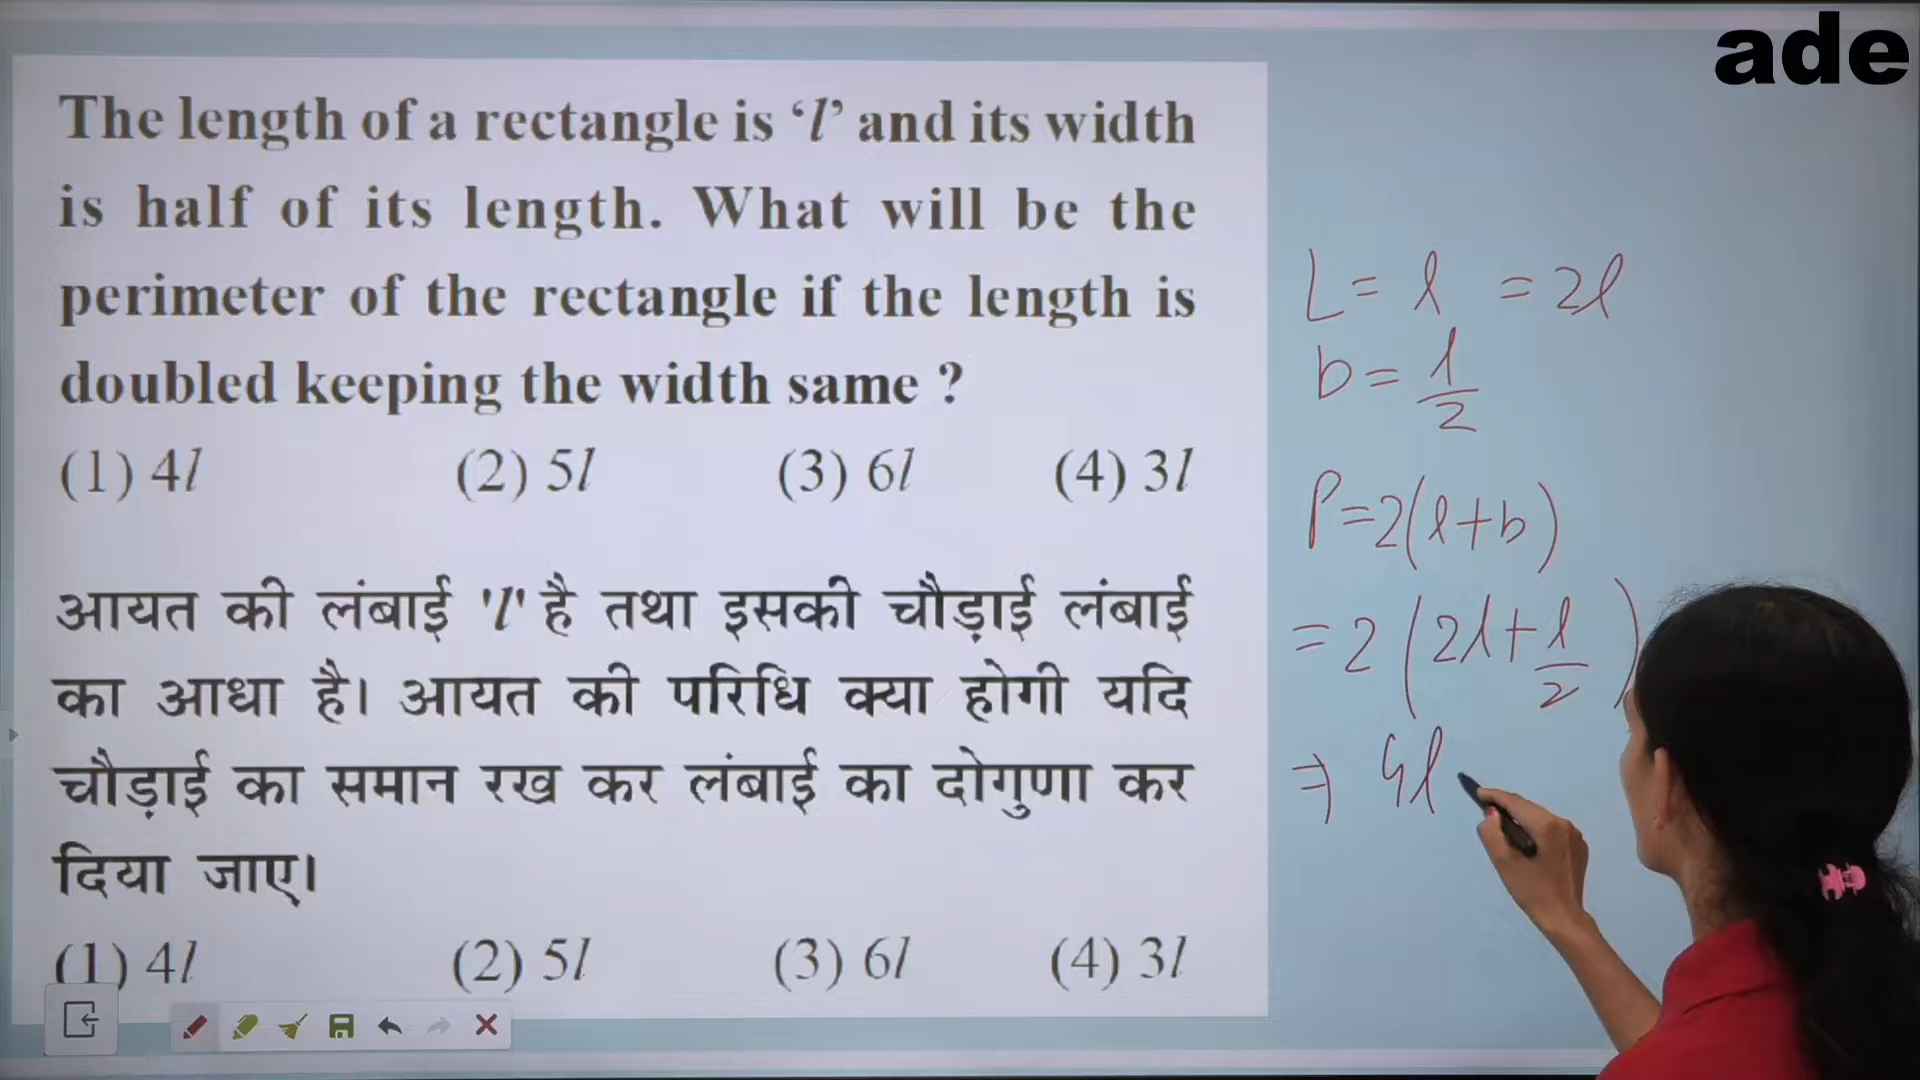 ade
The length of a rectangle is ‘l’ and its width
is half of its length. What will be the
perimeter of the rectangle if the length is
doubled keeping the width same ?
(1) 4l (2) 5l (3) 6l (4) 3l
आयत की लंबाई 'l' है तथा इसकी चौड़ाई लंबाई
का आधा है। आयत की परिधि क्या होगी यदि
चौड़ाई का समान रख कर लंबाई का दोगुणा कर
दिया जाए।
(1) 4l (2) 5l (3) 6l (4) 3l
L = l = 2l
b = l/2
P = 2(l+b)
= 2(2l + l/2)
⇒ 4l